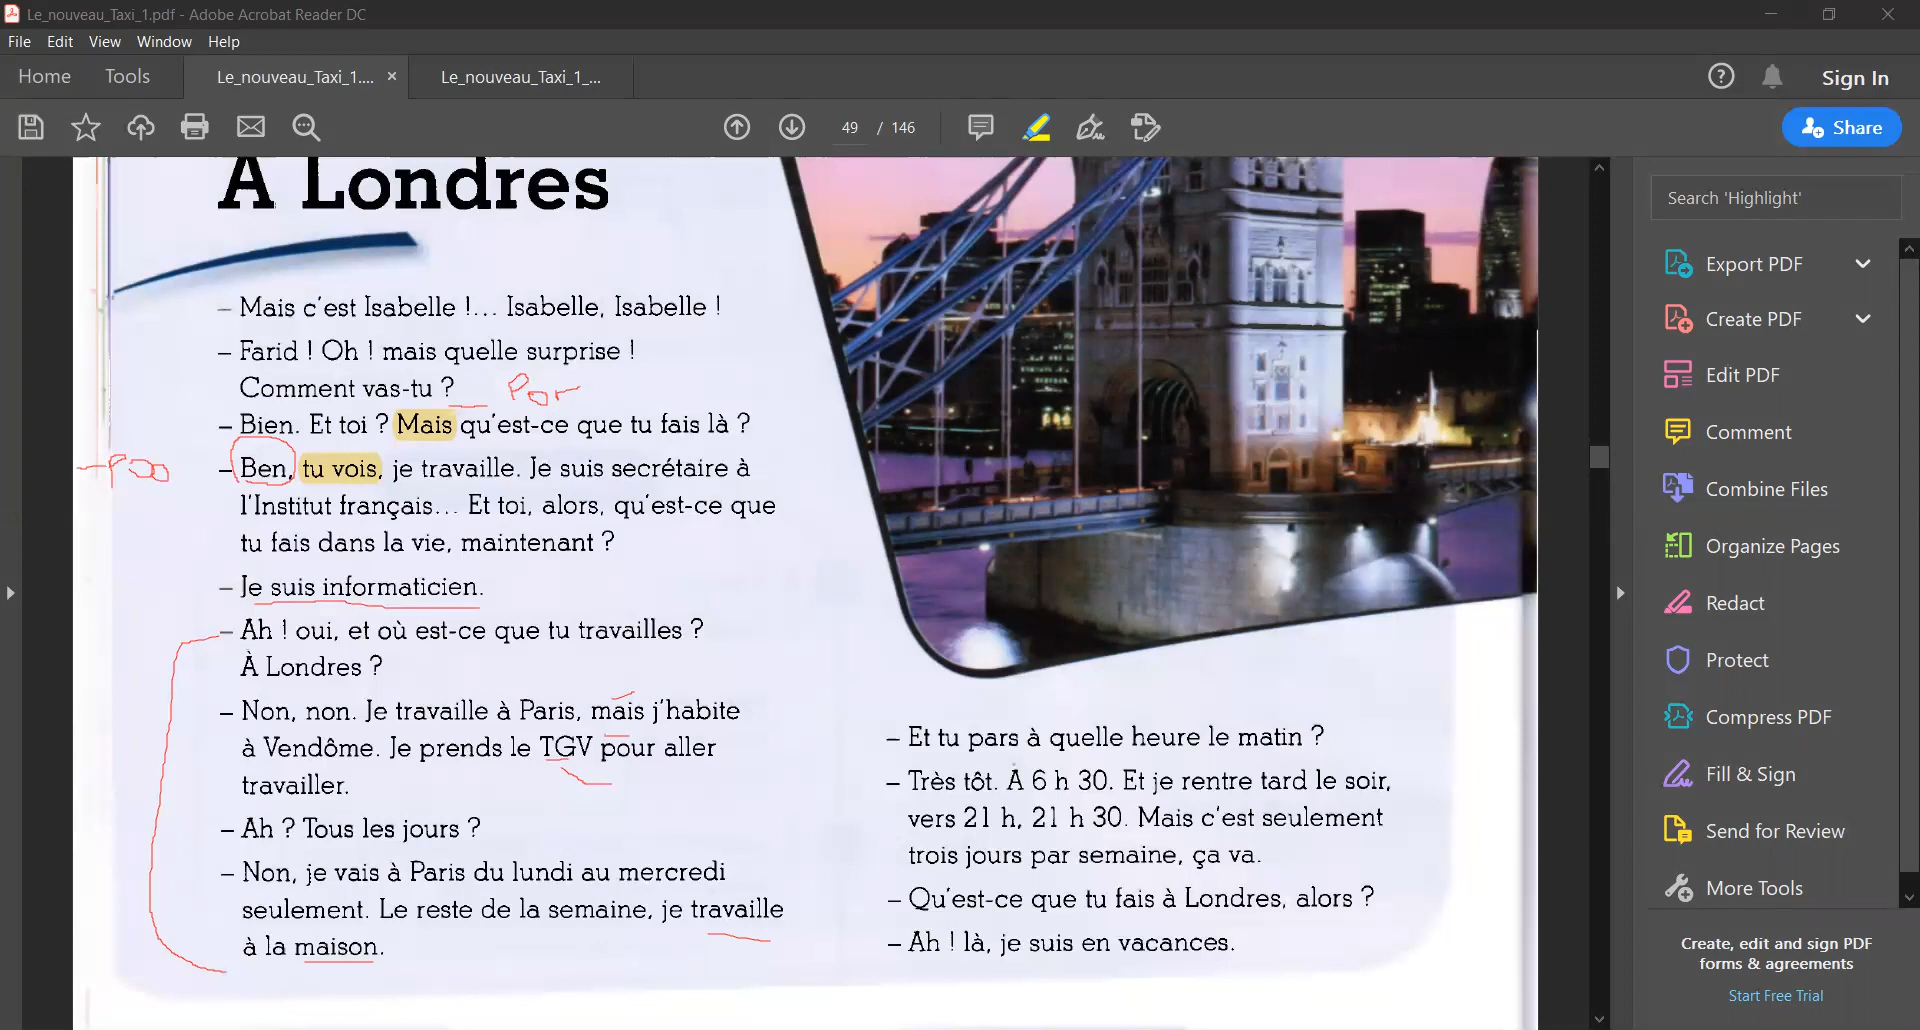 Le_nouveau_Taxi_1.pdf - Adobe Acrobat Reader DC
File Edit View Window Help
Home Tools Le_nouveau_Taxi_1.... × Le_nouveau_Taxi_1_... Sign In
49 / 146 Share
À Londres
– Mais c'est Isabelle !... Isabelle, Isabelle !
– Farid ! Oh ! mais quelle surprise !
Comment vas-tu ?
– Bien. Et toi ? Mais qu'est-ce que tu fais là ?
– Ben, tu vois, je travaille. Je suis secrétaire à
l'Institut français... Et toi, alors, qu'est-ce que
tu fais dans la vie, maintenant ?
– Je suis informaticien.
– Ah ! oui, et où est-ce que tu travailles ?
À Londres ?
– Non, non. Je travaille à Paris, mais j'habite
à Vendôme. Je prends le TGV pour aller
travailler.
– Ah ? Tous les jours ?
– Non, je vais à Paris du lundi au mercredi
seulement. Le reste de la semaine, je travaille
à la maison.
– Et tu pars à quelle heure le matin ?
– Très tôt. À 6 h 30. Et je rentre tard le soir,
vers 21 h, 21 h 30. Mais c'est seulement
trois jours par semaine, ça va.
– Qu'est-ce que tu fais à Londres, alors ?
– Ah ! là, je suis en vacances.
Search 'Highlight'
Export PDF
Create PDF
Edit PDF
Comment
Combine Files
Organize Pages
Redact
Protect
Compress PDF
Fill & Sign
Send for Review
More Tools
Create, edit and sign PDF
forms & agreements
Start Free Trial